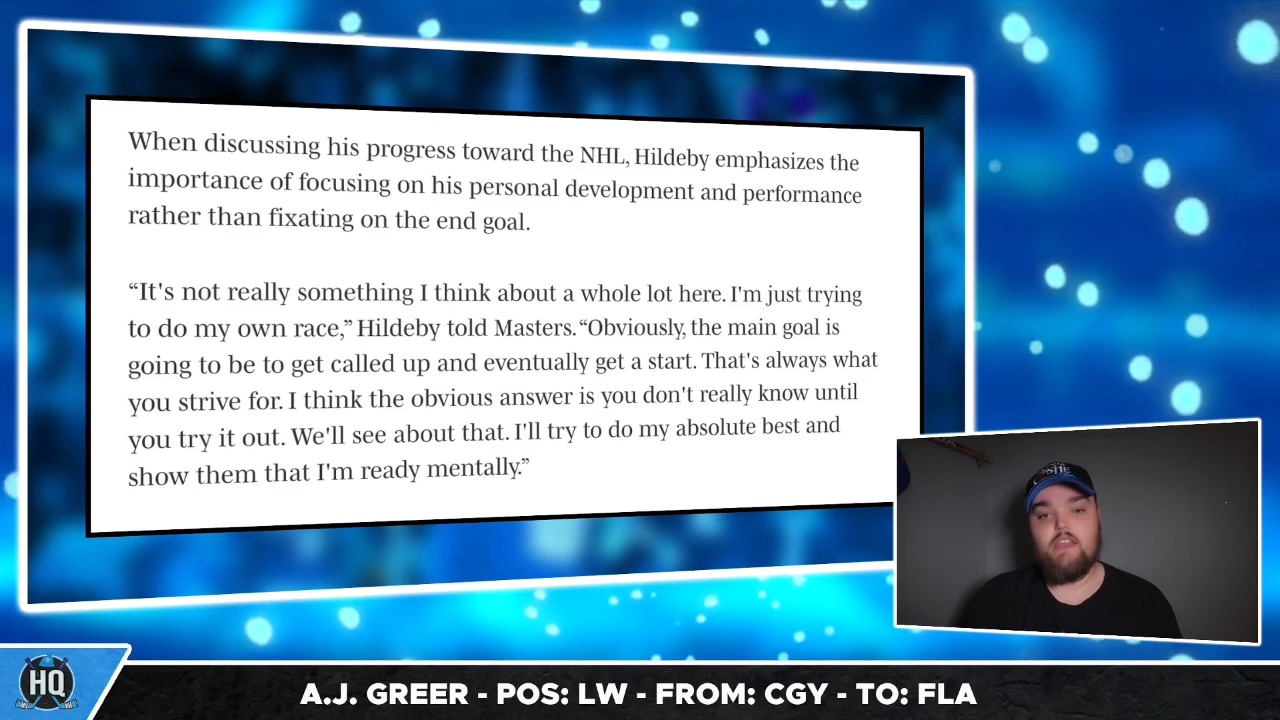 When discussing his progress toward the NHL, Hildeby emphasizes the
importance of focusing on his personal development and performance
rather than fixating on the end goal.
“It's not really something I think about a whole lot here. I'm just trying
to do my own race,” Hildeby told Masters. “Obviously, the main goal is
going to be to get called up and eventually get a start. That's always what
you strive for. I think the obvious answer is you don't really know until
you try it out. We'll see about that. I'll try to do my absolute best and
show them that I'm ready mentally.”
HQ
A.J. GREER - POS: LW - FROM: CGY - TO: FLA